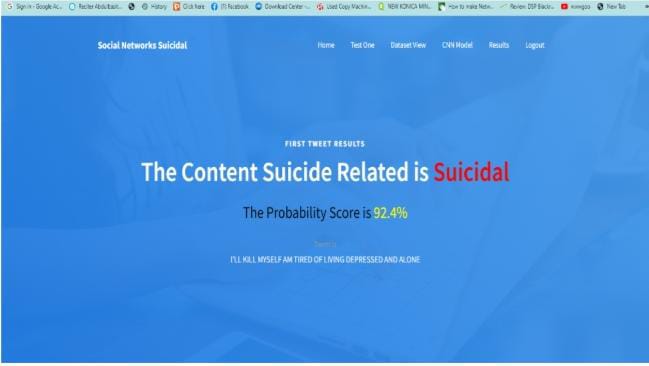 Sign in - Google Ac... Reciter Abdulbasit... History Click here (1) Facebook Download Center -... Used Copy Machin... NEW KONICA MIN... How to make Netw... Review: DSP Blackv... New Tab
Social Networks Suicidal Home Test One Dataset View CNN Model Results Logout
FIRST TWEET RESULTS
The Content Suicide Related is Suicidal
The Probability Score is 92.4%
Tweet is
I'LL KILL MYSELF AM TIRED OF LIVING DEPRESSED AND ALONE